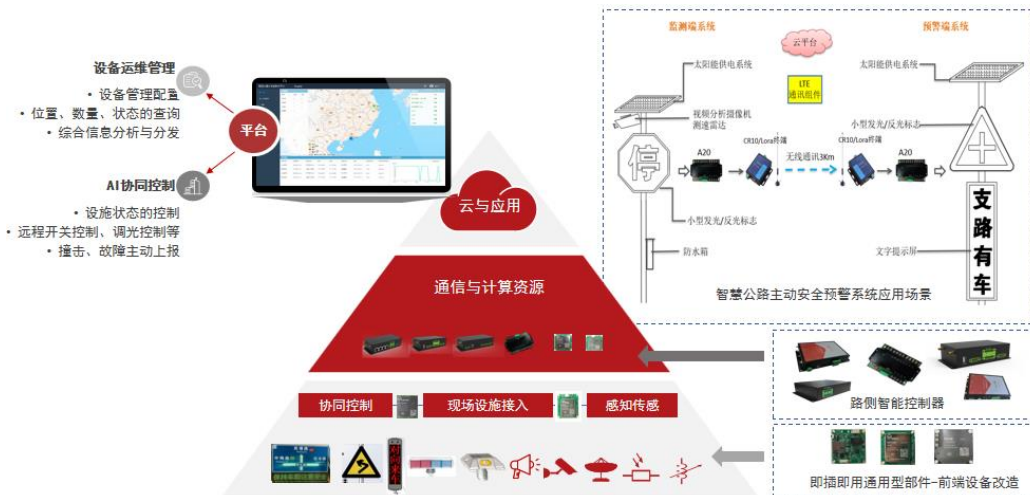 设备运维管理
• 设备管理配置
• 位置、数量、状态的查询
• 综合信息分析与分发
平台
AI协同控制
• 设施状态的控制
• 远程开关控制、调光控制等
• 撞击、故障主动上报
云与应用
通信与计算资源
协同控制
现场设施接入
感知传感
监测端系统
预警端系统
云平台
太阳能供电系统
太阳能供电系统
LTE
通讯组件
视频分析摄像机
测速雷达
小型发光/反光标志
停
A20
CR10/Lora终端
无线通讯3Km
CR10/Lora终端
A20
小型发光/反光标志
防水箱
文字提示屏
支路有车
智慧公路主动安全预警系统应用场景
路侧智能控制器
即插即用通用型部件-前端设备改造